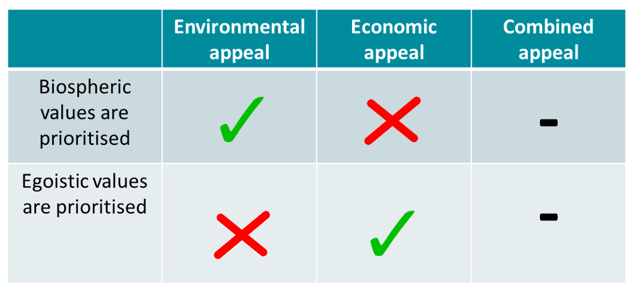 Environmental appeal
Economic appeal
Combined appeal
Biospheric
values are
prioritised
-
Egoistic values
are prioritised
-